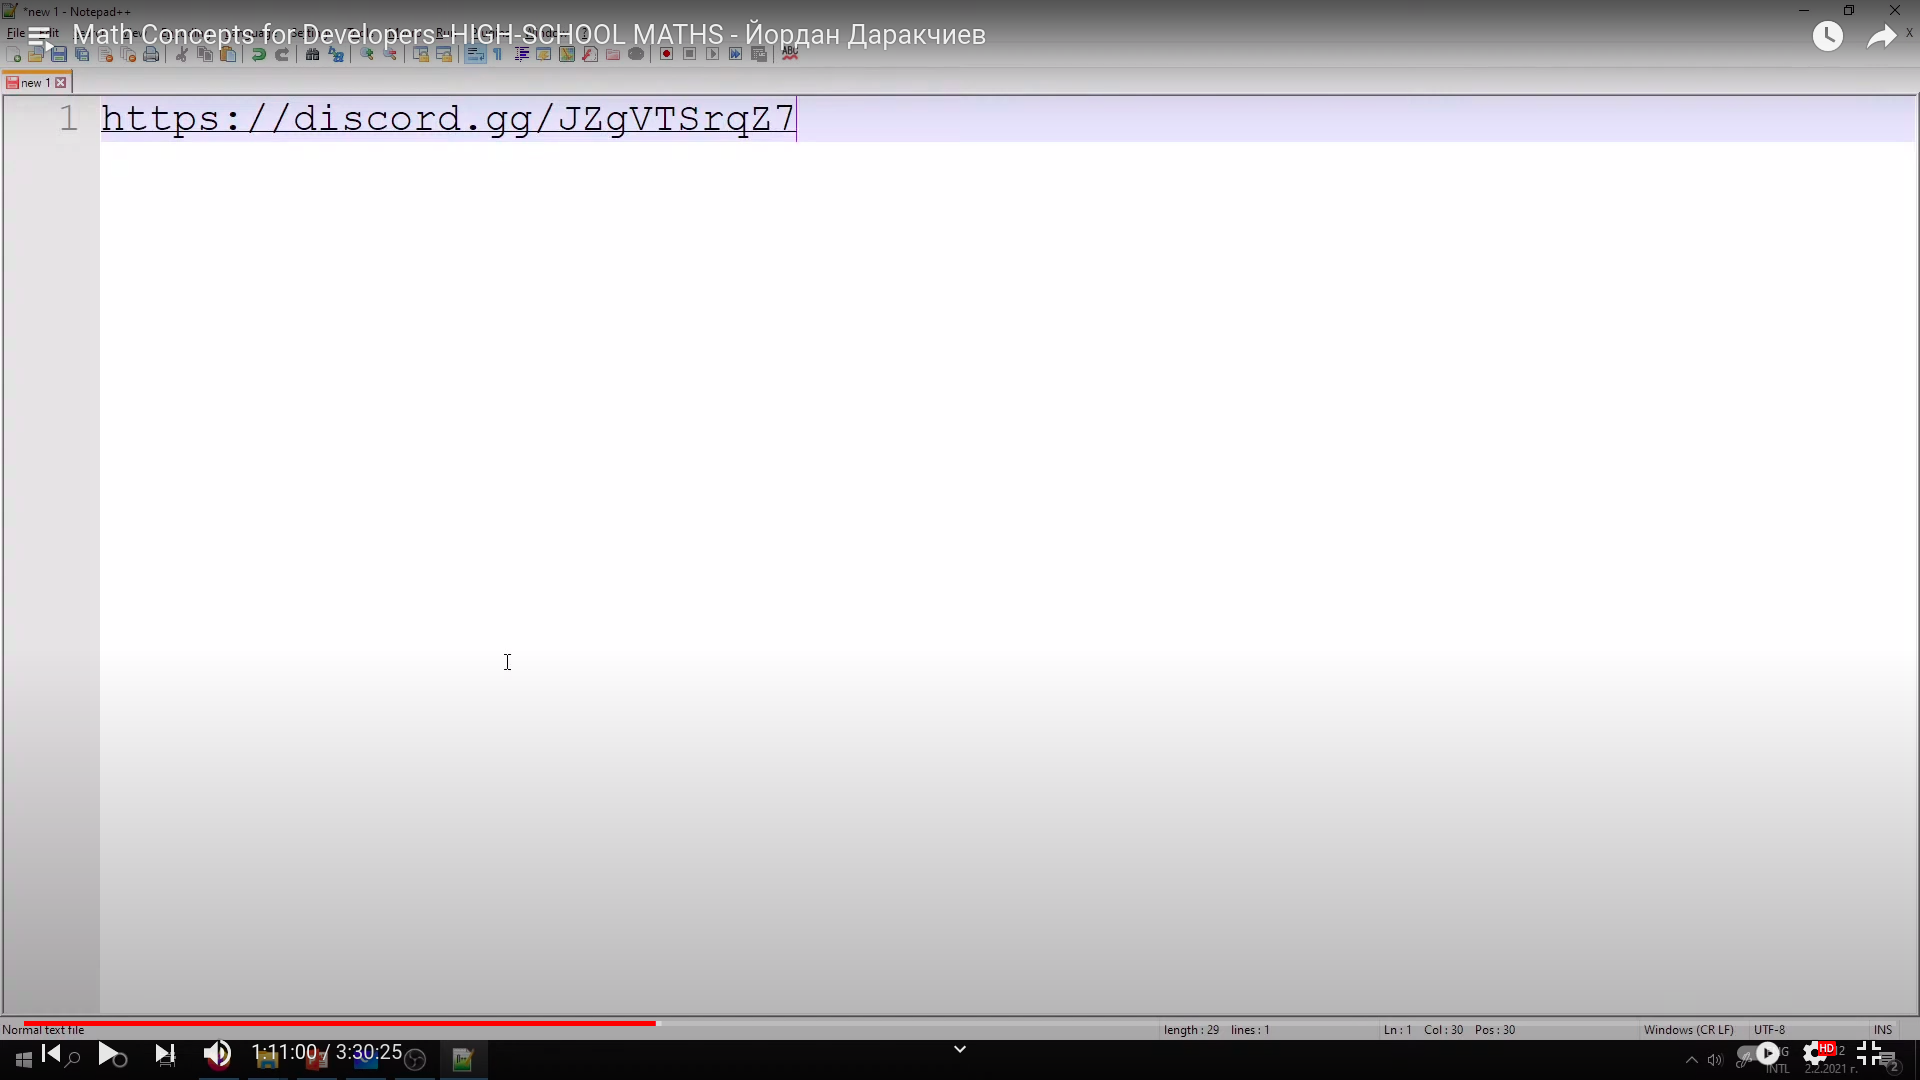 *new 1 - Notepad++
Math Concepts for Developers- HIGH-SCHOOL MATHS - Йордан Даракчиев
File
new 1
X
1 https://discord.gg/JZgVTSrqZ7
Normal text file
length : 29 lines : 1
Ln : 1 Col : 30 Pos : 30
Windows (CR LF)
UTF-8
INS
1:11:00 / 3:30:25
HD
INTL
2.2.2021 г.
2